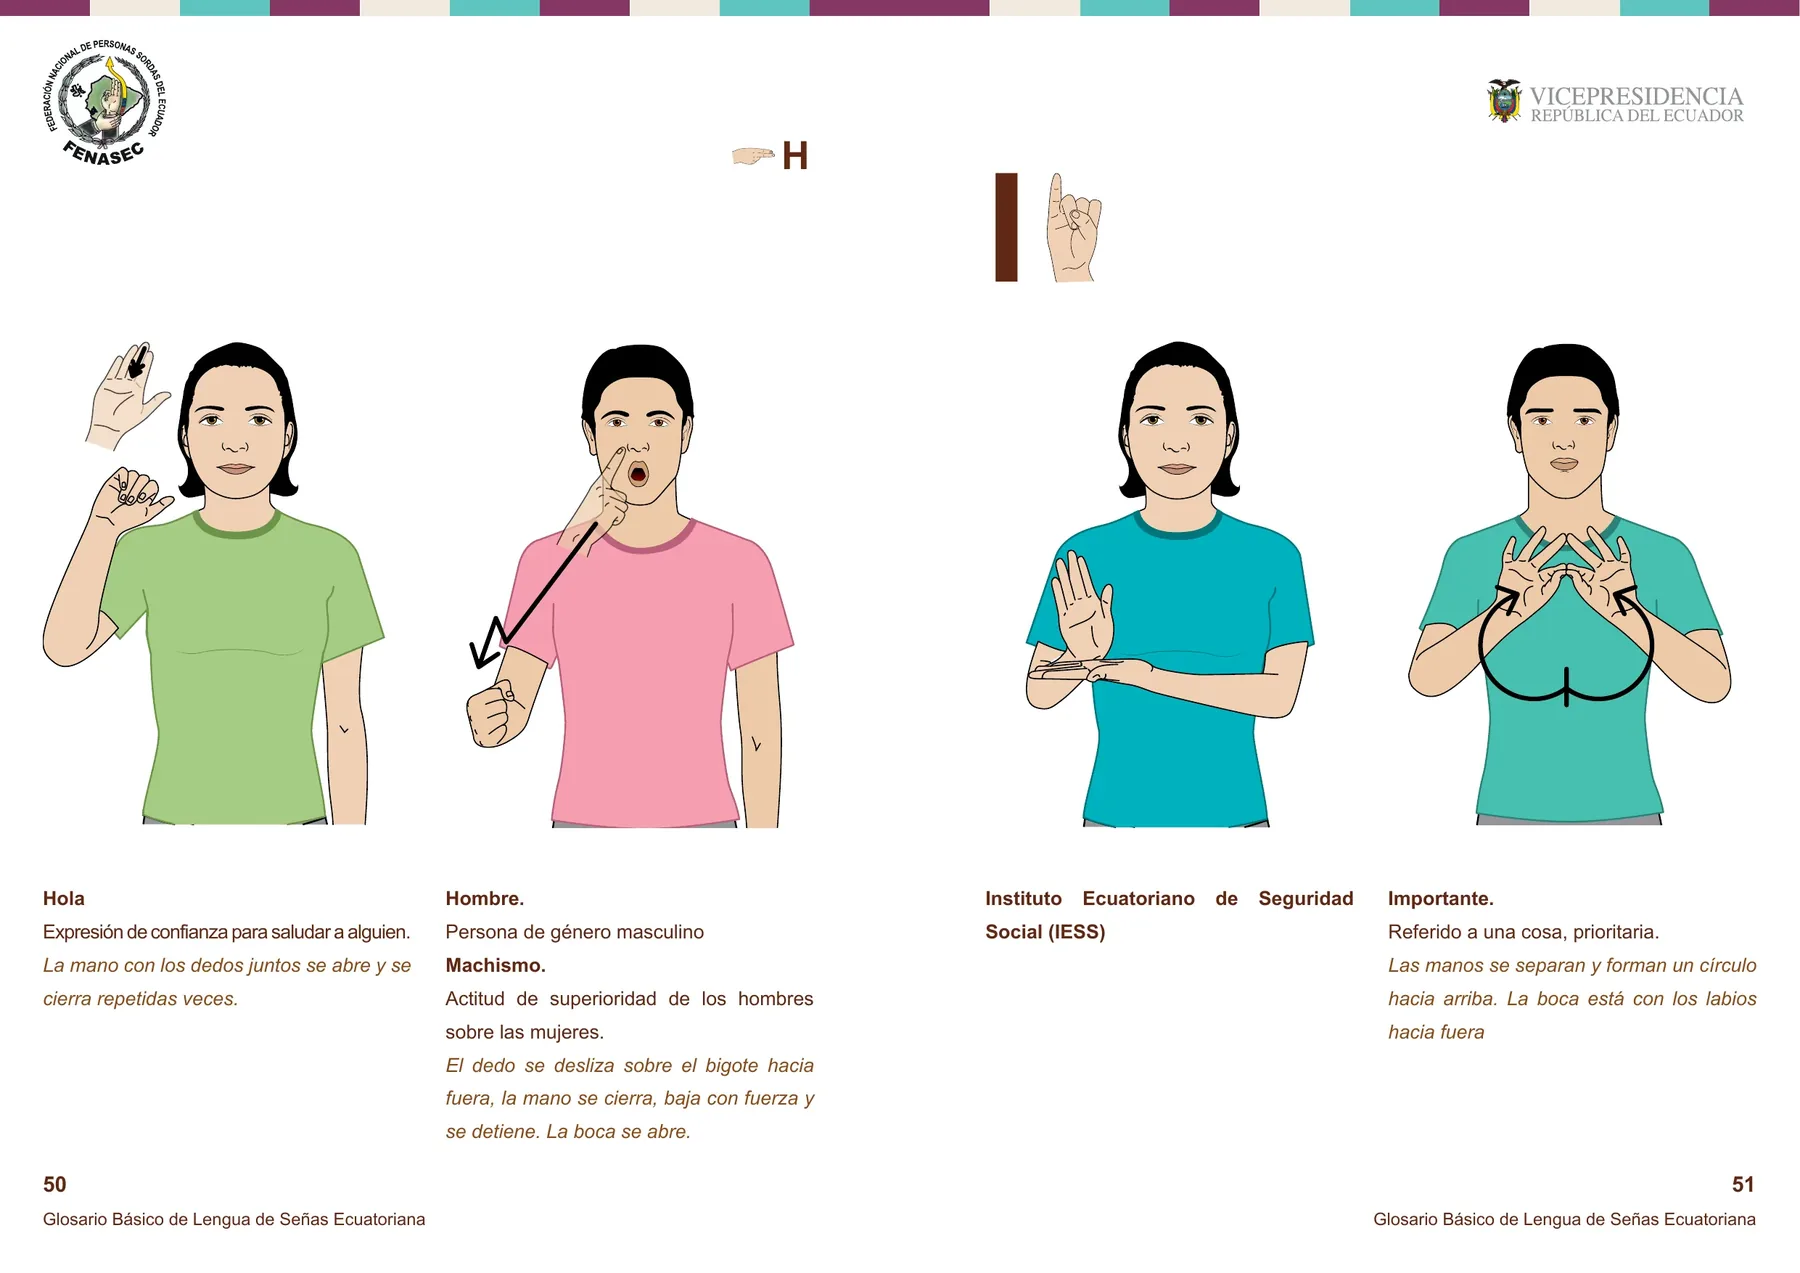 FEDERACIÓN NACIONAL DE PERSONAS SORDAS DEL ECUADOR
FENASEC
H
Hola
Expresión de confianza para saludar a alguien.
La mano con los dedos juntos se abre y se
cierra repetidas veces.
Hombre.
Persona de género masculino
Machismo.
Actitud de superioridad de los hombres
sobre las mujeres.
El dedo se desliza sobre el bigote hacia
fuera, la mano se cierra, baja con fuerza y
se detiene. La boca se abre.
50
Glosario Básico de Lengua de Señas Ecuatoriana
VICEPRESIDENCIA
REPÚBLICA DEL ECUADOR
I
Instituto Ecuatoriano de Seguridad
Social (IESS)
Importante.
Referido a una cosa, prioritaria.
Las manos se separan y forman un círculo
hacia arriba. La boca está con los labios
hacia fuera
51
Glosario Básico de Lengua de Señas Ecuatoriana